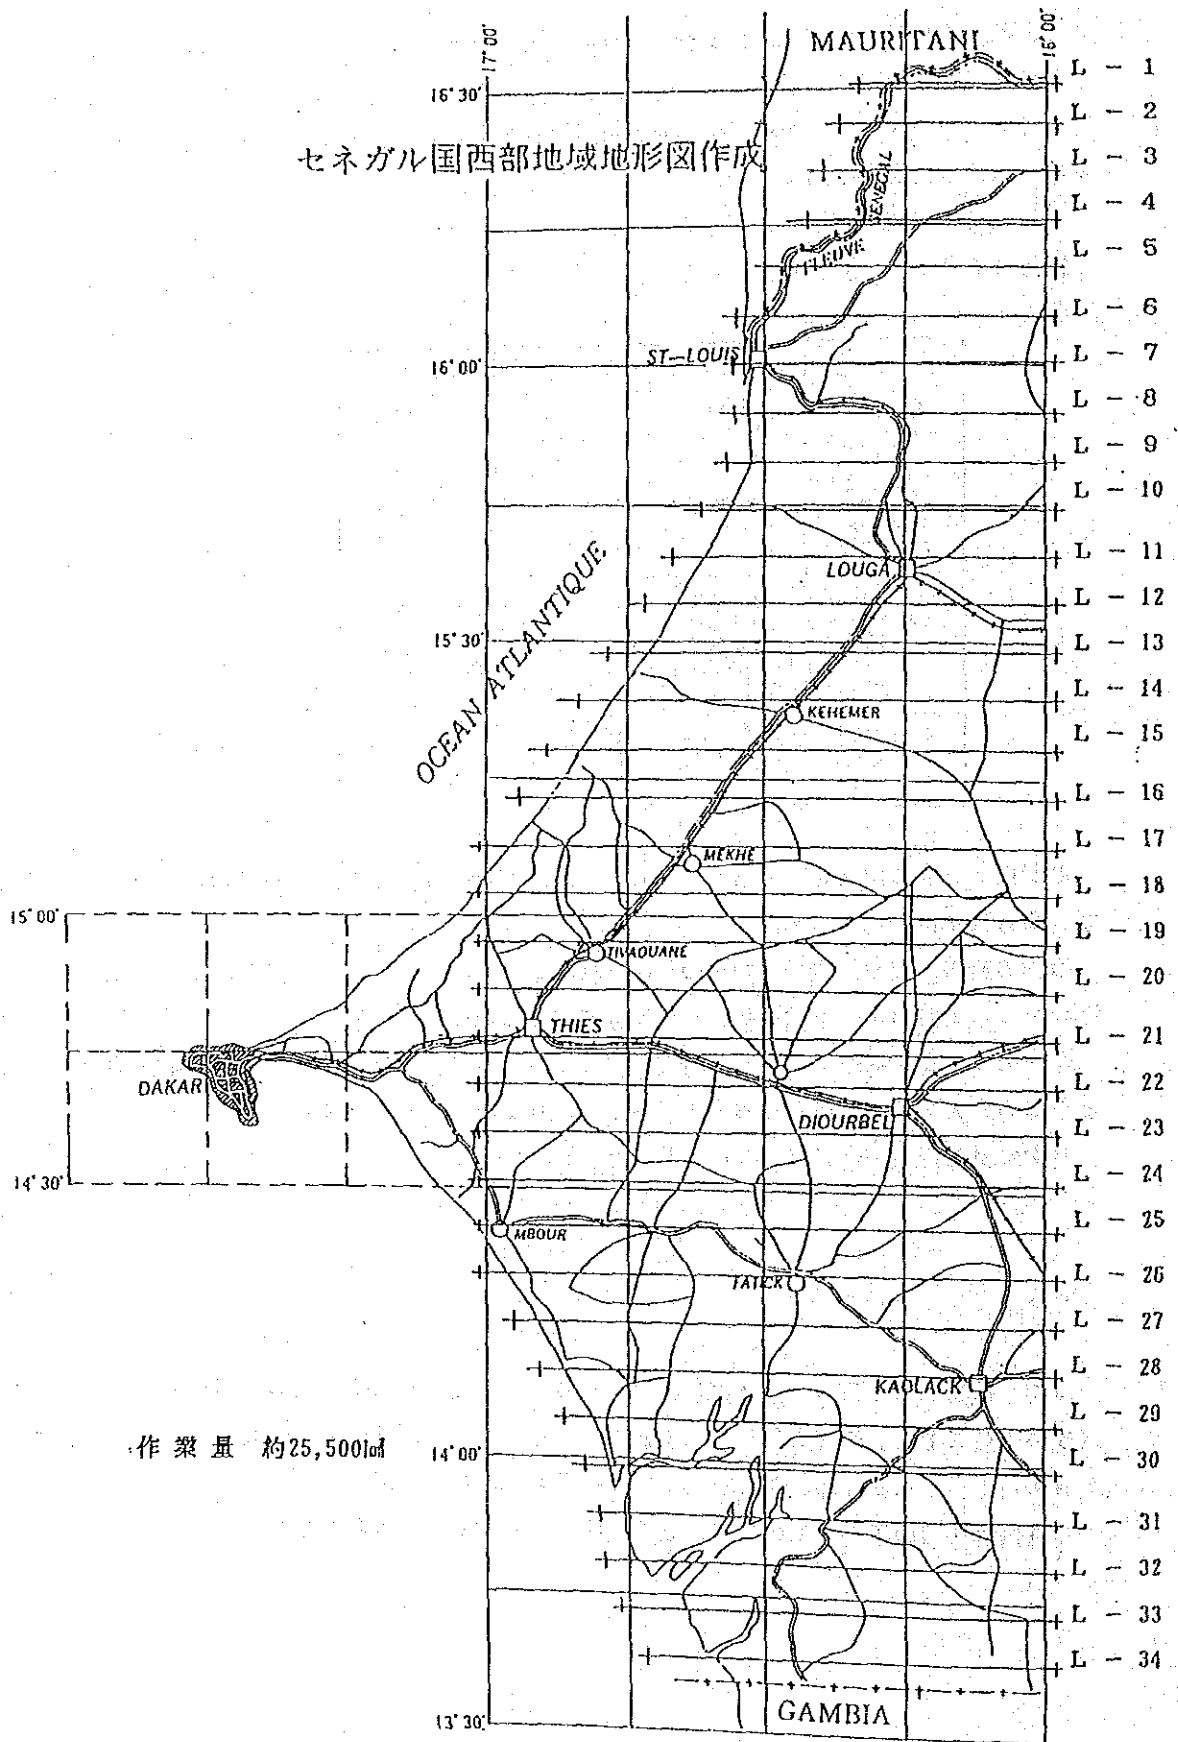 17° 00'
16° 00'
MAURITANI
L - 1
16° 30'
L - 2
セネガル国西部地域地形図作成
L - 3
SENEGAL
L - 4
FLEUVE
L - 5
L - 6
ST-LOUIS
L - 7
16° 00'
L - 8
L - 9
L - 10
OCEAN ATLANTIQUE
L - 11
LOUGA
L - 12
15° 30'
L - 13
L - 14
KEHEMER
L - 15
L - 16
L - 17
MEKHE
L - 18
15° 00'
L - 19
TIVAOUANE
L - 20
THIES
L - 21
DAKAR
L - 22
DIOURBEL
L - 23
L - 24
14° 30'
L - 25
MBOUR
L - 26
FATICK
L - 27
L - 28
KAOLACK
L - 29
作業量 約25,500k㎡
14° 00'
L - 30
L - 31
L - 32
L - 33
L - 34
GAMBIA
13° 30'